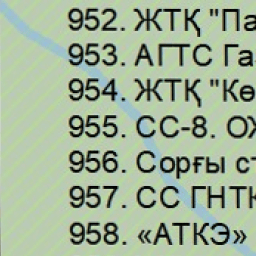 952. ЖТҚ "Па
953. АГТС Га
954. ЖТҚ "Кө
955. СС-8. ОЖ
956. Сорғы ст
957. СС ГНТК
958. «АТКЭ»